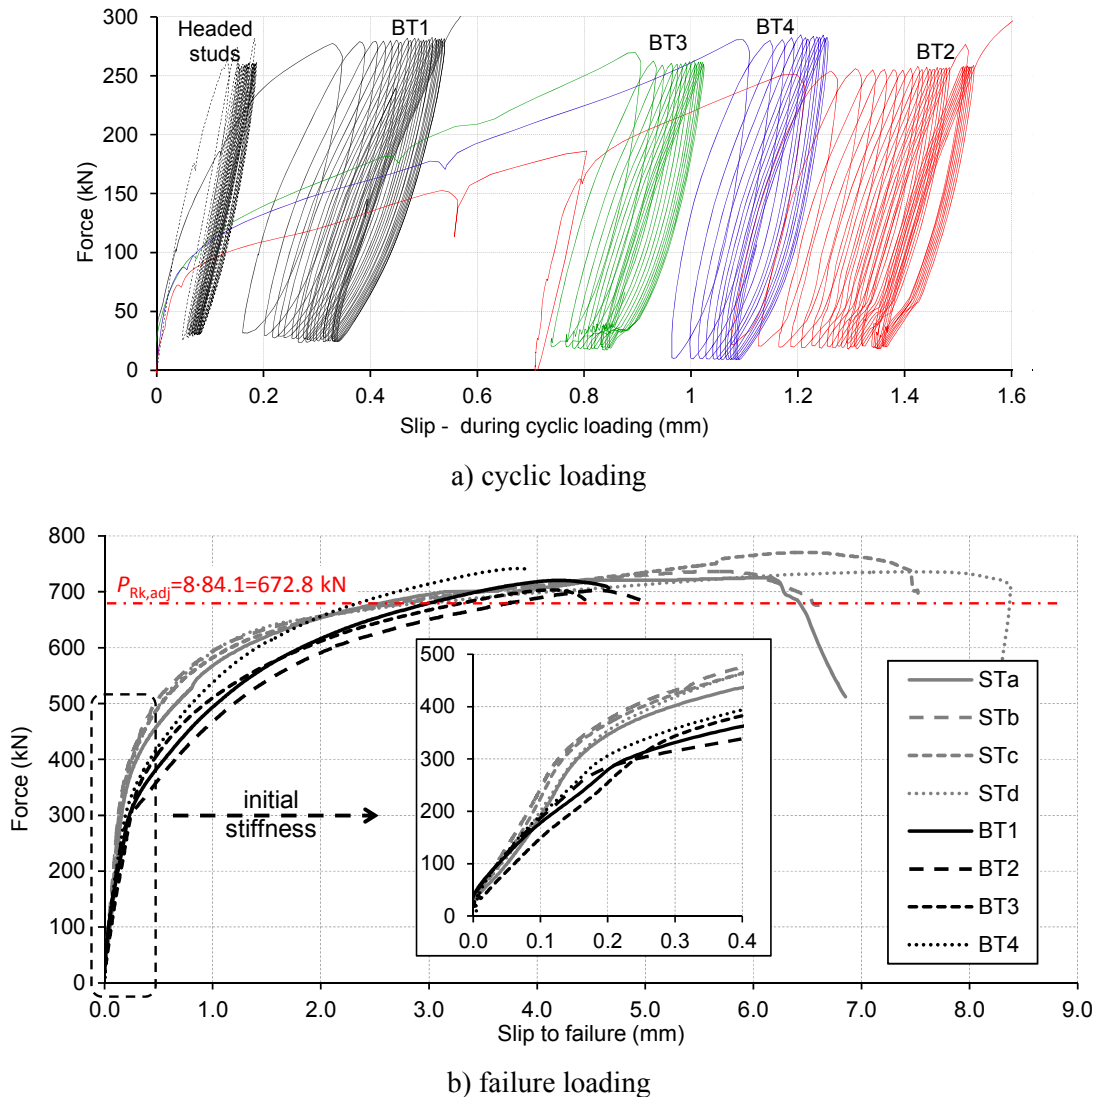 300
250
200
150
100
50
0
Force (kN)
Headed
studs
BT1
BT3
BT4
BT2
0
0.2
0.4
0.6
0.8
1
1.2
1.4
1.6
Slip - during cyclic loading (mm)
a) cyclic loading
800
700
600
500
400
300
200
100
0
Force (kN)
P_Rk,adj=8·84.1=672.8 kN
initial
stiffness
500
400
300
200
100
0
0.0
0.1
0.2
0.3
0.4
STa
STb
STc
STd
BT1
BT2
BT3
BT4
0.0
1.0
2.0
3.0
4.0
5.0
6.0
7.0
8.0
9.0
Slip to failure (mm)
b) failure loading